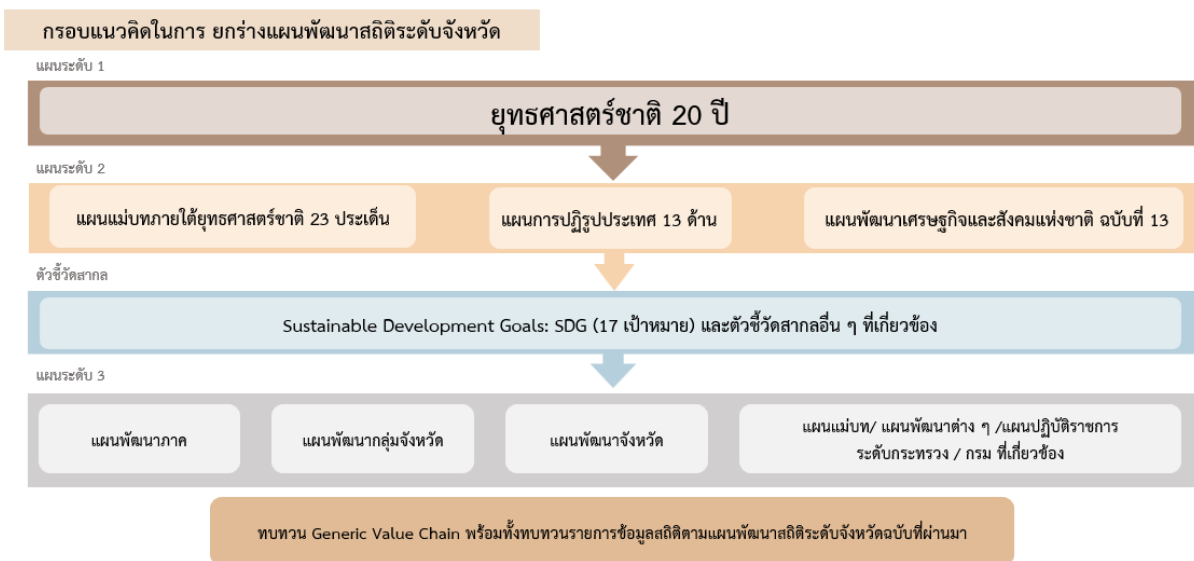 กรอบแนวคิดในการ ยกร่างแผนพัฒนาสถิติระดับจังหวัด
แผนระดับ 1
ยุทธศาสตร์ชาติ 20 ปี
แผนระดับ 2
แผนแม่บทภายใต้ยุทธศาสตร์ชาติ 23 ประเด็น
แผนการปฏิรูปประเทศ 13 ด้าน
แผนพัฒนาเศรษฐกิจและสังคมแห่งชาติ ฉบับที่ 13
ตัวชี้วัดสากล
Sustainable Development Goals: SDG (17 เป้าหมาย) และตัวชี้วัดสากลอื่น ๆ ที่เกี่ยวข้อง
แผนระดับ 3
แผนพัฒนาภาค
แผนพัฒนากลุ่มจังหวัด
แผนพัฒนาจังหวัด
แผนแม่บท/ แผนพัฒนาต่าง ๆ /แผนปฏิบัติราชการ
ระดับกระทรวง / กรม ที่เกี่ยวข้อง
ทบทวน Generic Value Chain พร้อมทั้งทบทวนรายการข้อมูลสถิติตามแผนพัฒนาสถิติระดับจังหวัดฉบับที่ผ่านมา